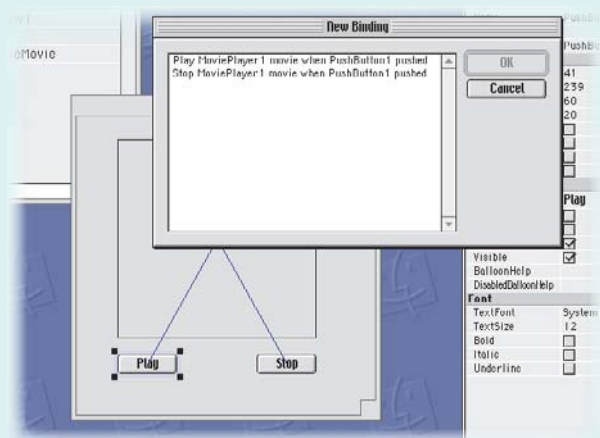 New Binding
Play MoviePlayer1 movie when PushButton1 pushed
Stop MoviePlayer1 movie when PushButton1 pushed
OK
Cancel
eMovie
PushB
41
239
60
20
Play
Visible
BalloonHelp
DisabledBalloonHelp
Font
TextFont System
TextSize 12
Bold
Italic
Underline
Play
Stop